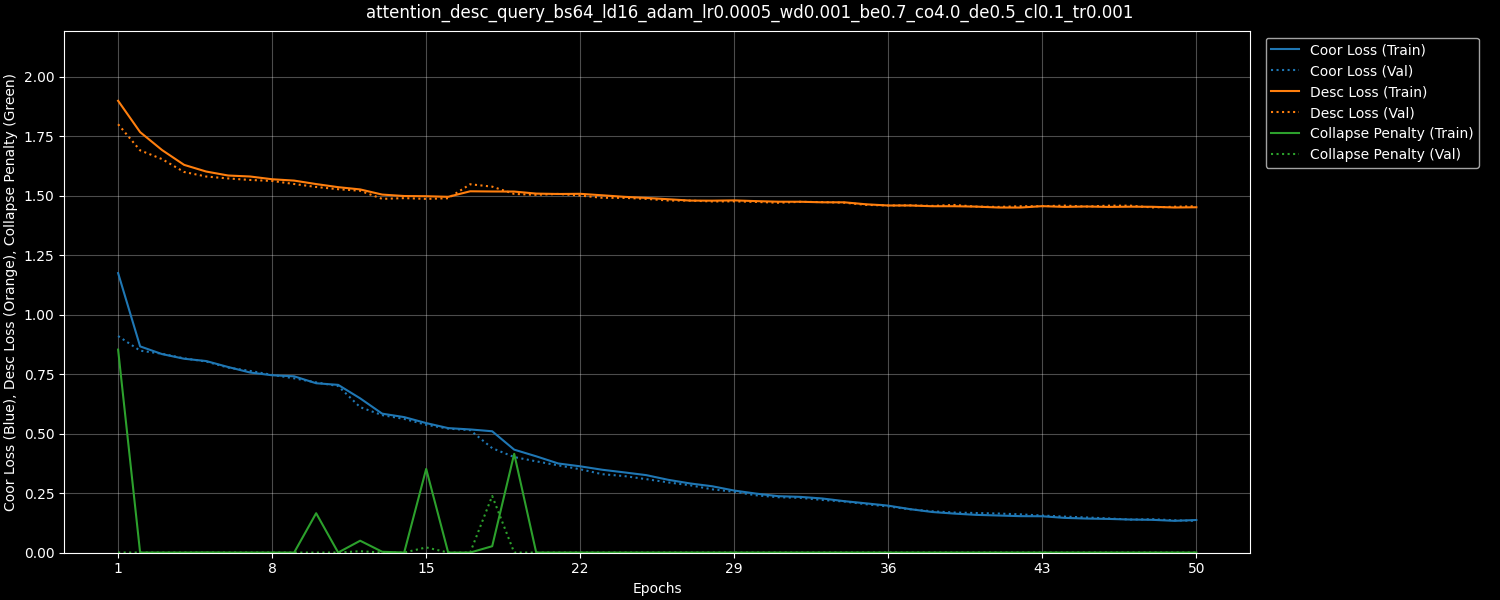 attention_desc_query_bs64_ld16_adam_lr0.0005_wd0.001_be0.7_co4.0_de0.5_cl0.1_tr0.001
Coor Loss (Blue), Desc Loss (Orange), Collapse Penalty (Green)
2.00
1.75
1.50
1.25
1.00
0.75
0.50
0.25
0.00
1 8 15 22 29 36 43 50
Epochs
Coor Loss (Train)
Coor Loss (Val)
Desc Loss (Train)
Desc Loss (Val)
Collapse Penalty (Train)
Collapse Penalty (Val)